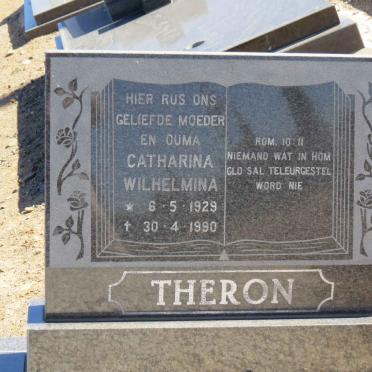 HIER RUS ONS
GELIEFDE MOEDER
EN OUMA
CATHARINA
WILHELMINA
* 6·5·1929
✝ 30·4·1990
ROM. 10:11
NIEMAND WAT IN HOM
GLO SAL TELEURGESTEL
WORD NIE
THERON